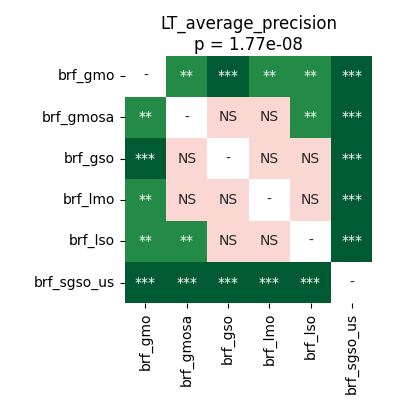 LT_average_precision
p = 1.77e-08
brf_gmo - ** *** ** ** ***
brf_gmosa ** - NS NS ** ***
brf_gso *** NS - NS NS ***
brf_lmo ** NS NS - NS ***
brf_lso ** ** NS NS - ***
brf_sgso_us *** *** *** *** *** -
brf_gmo brf_gmosa brf_gso brf_lmo brf_lso brf_sgso_us